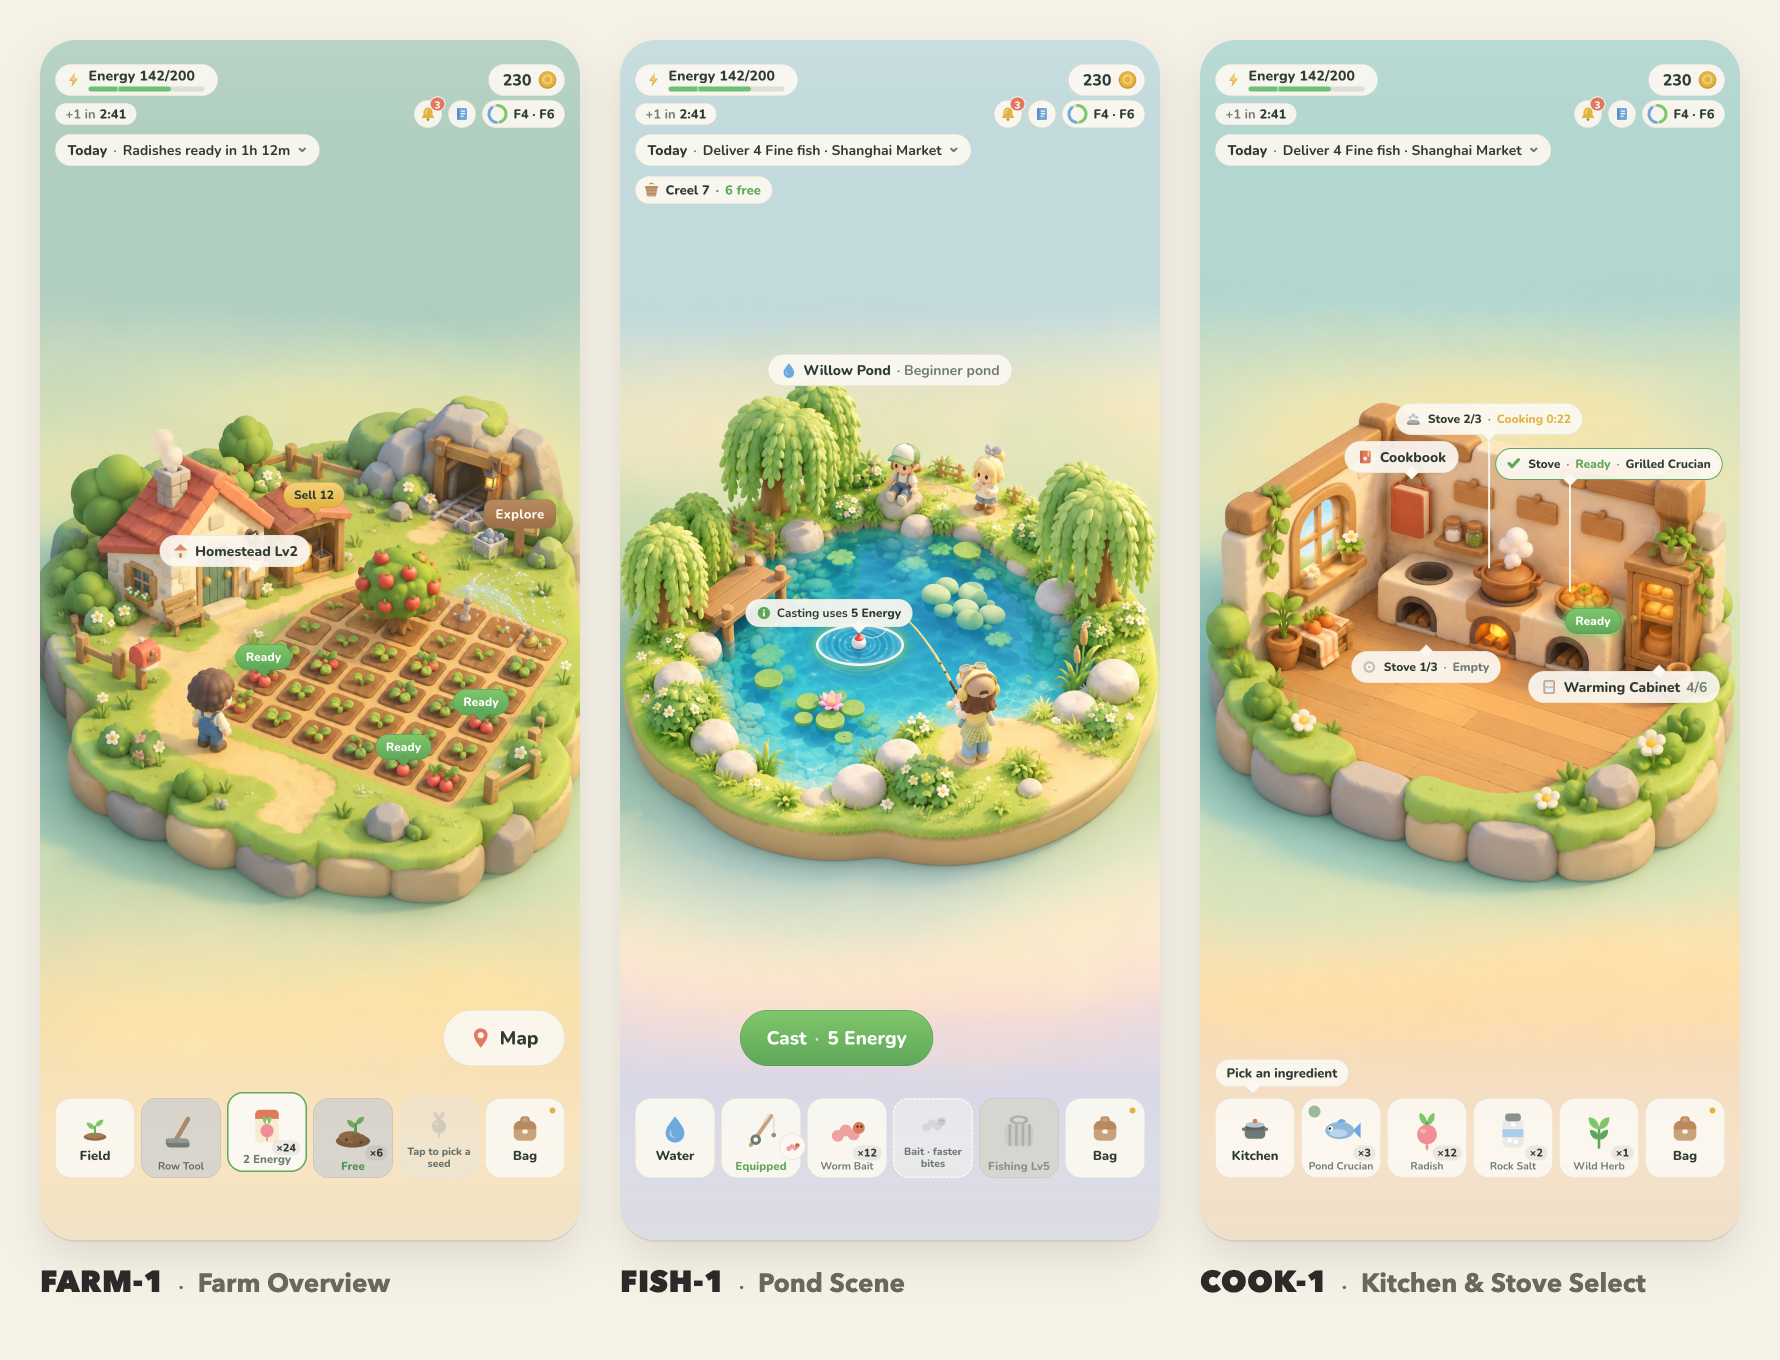 Energy 142/200
230
+1 in 2:41
3
F4 · F6
Today · Radishes ready in 1h 12m
Sell 12
Explore
Homestead Lv2
Ready
Ready
Ready
Map
Field
Row Tool
×24
2 Energy
×6
Free
Tap to pick a
seed
Bag
FARM-1 · Farm Overview
Energy 142/200
230
+1 in 2:41
3
F4 · F6
Today · Deliver 4 Fine fish · Shanghai Market
Creel 7 · 6 free
Willow Pond · Beginner pond
Casting uses 5 Energy
Cast · 5 Energy
Water
Equipped
×12
Worm Bait
Bait · faster
bites
Fishing Lv5
Bag
FISH-1 · Pond Scene
Energy 142/200
230
+1 in 2:41
3
F4 · F6
Today · Deliver 4 Fine fish · Shanghai Market
Stove 2/3 · Cooking 0:22
Cookbook
Stove · Ready · Grilled Crucian
Ready
Stove 1/3 · Empty
Warming Cabinet 4/6
Pick an ingredient
Kitchen
×3
Pond Crucian
×12
Radish
×2
Rock Salt
×1
Wild Herb
Bag
COOK-1 · Kitchen & Stove Select